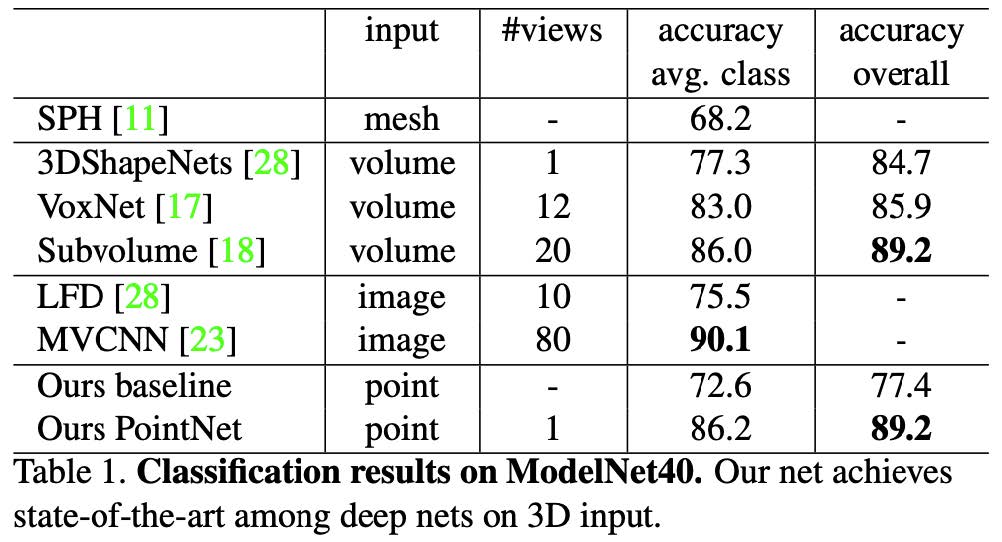 input #views accuracy accuracy
avg. class overall
SPH [11] mesh - 68.2 -
3DShapeNets [28] volume 1 77.3 84.7
VoxNet [17] volume 12 83.0 85.9
Subvolume [18] volume 20 86.0 89.2
LFD [28] image 10 75.5 -
MVCNN [23] image 80 90.1 -
Ours baseline point - 72.6 77.4
Ours PointNet point 1 86.2 89.2
Table 1. Classification results on ModelNet40. Our net achieves
state-of-the-art among deep nets on 3D input.